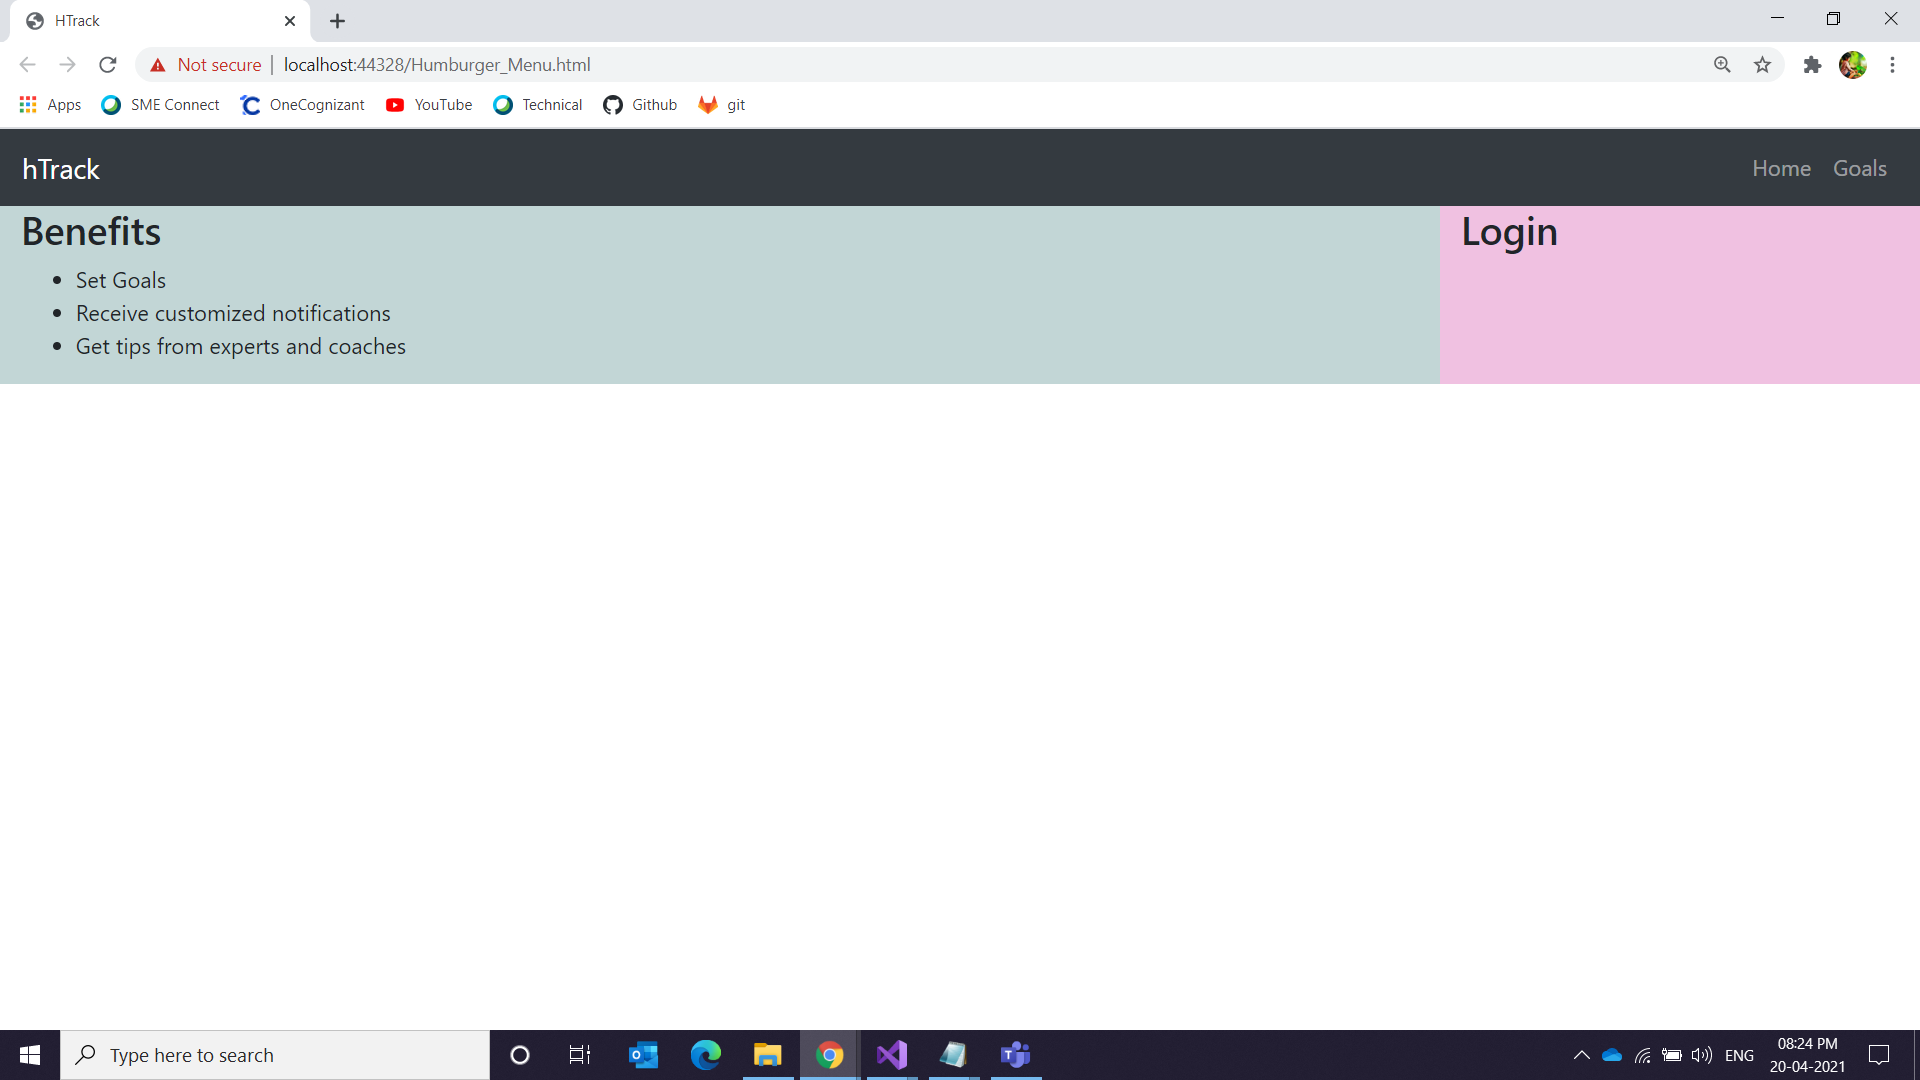 HTrack
Not secure | localhost:44328/Humburger_Menu.html
Apps SME Connect OneCognizant YouTube Technical Github git
hTrack Home Goals
Benefits
Set Goals
Receive customized notifications
Get tips from experts and coaches
Login
Type here to search
ENG
08:24 PM
20-04-2021